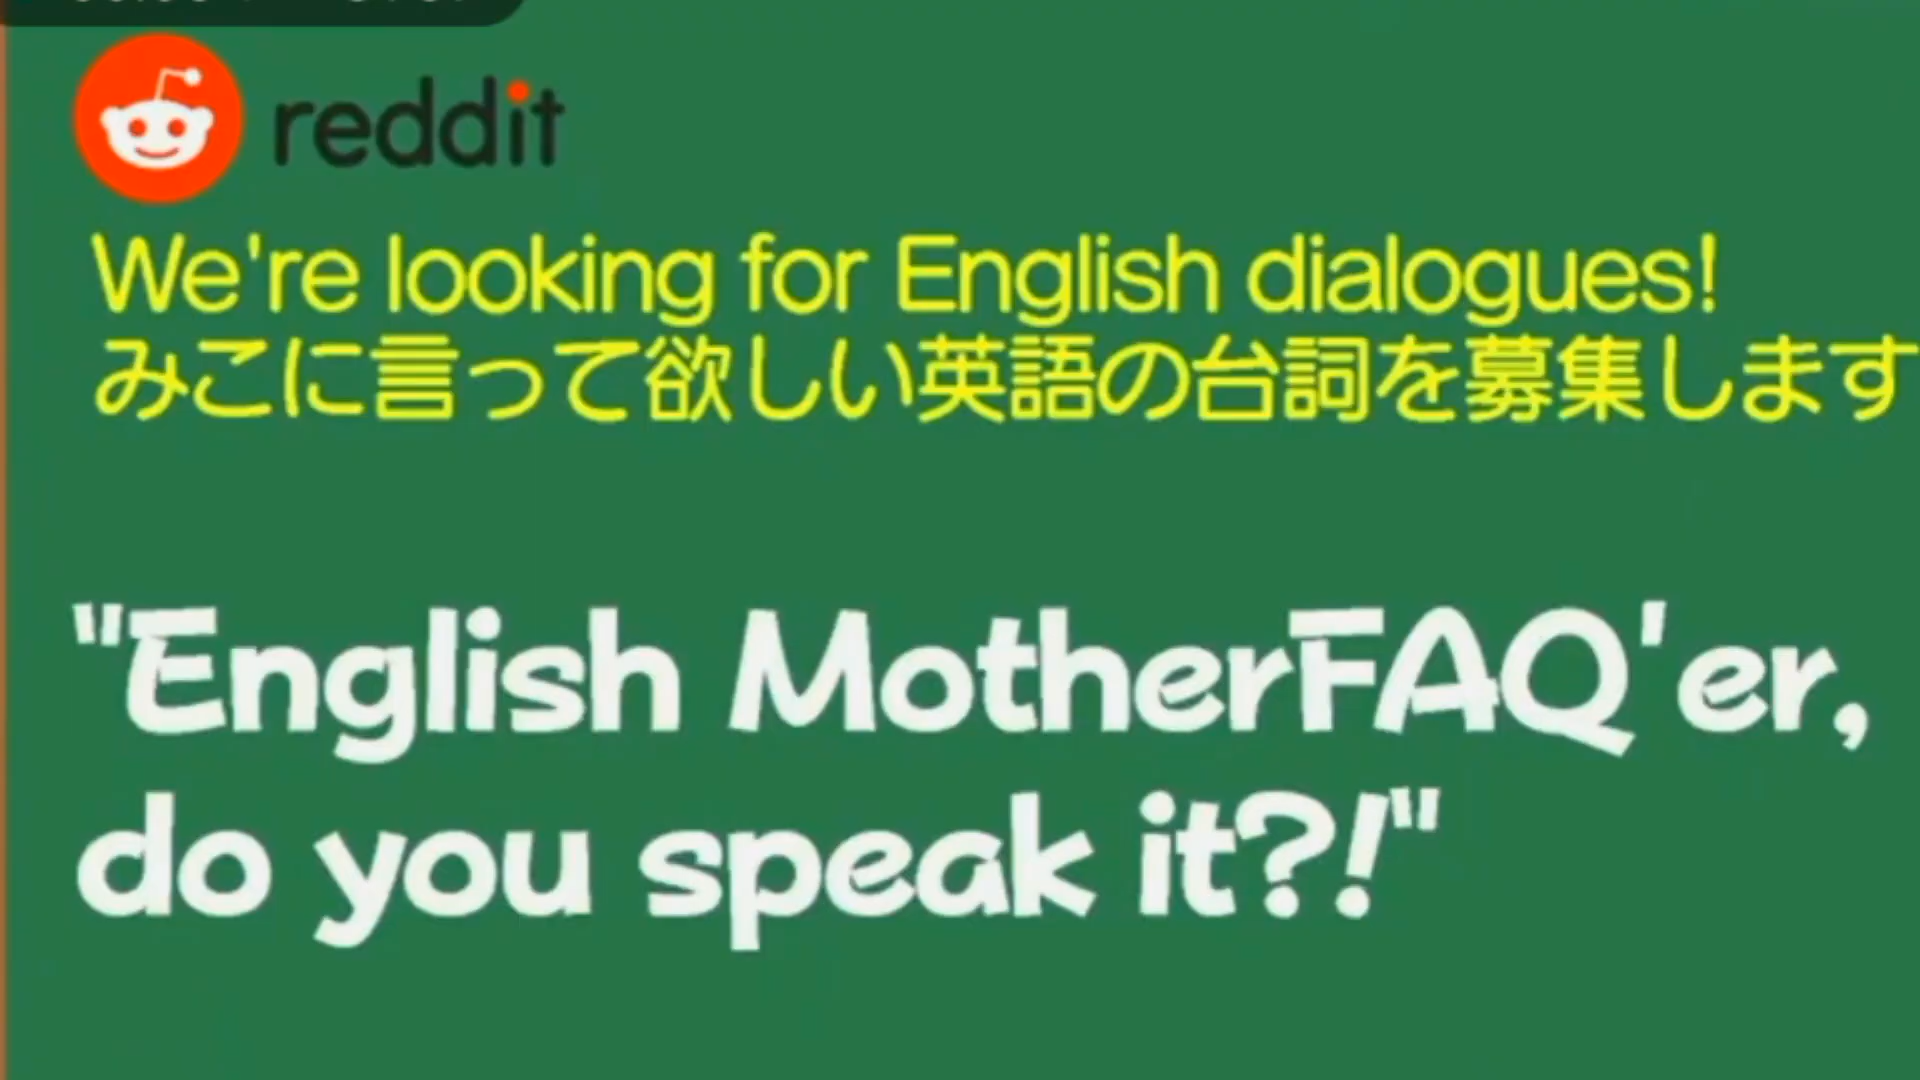 reddit
We're looking for English dialogues!
みこに言って欲しい英語の台詞を募集します
"English MotherFAQ'er,
do you speak it?!"